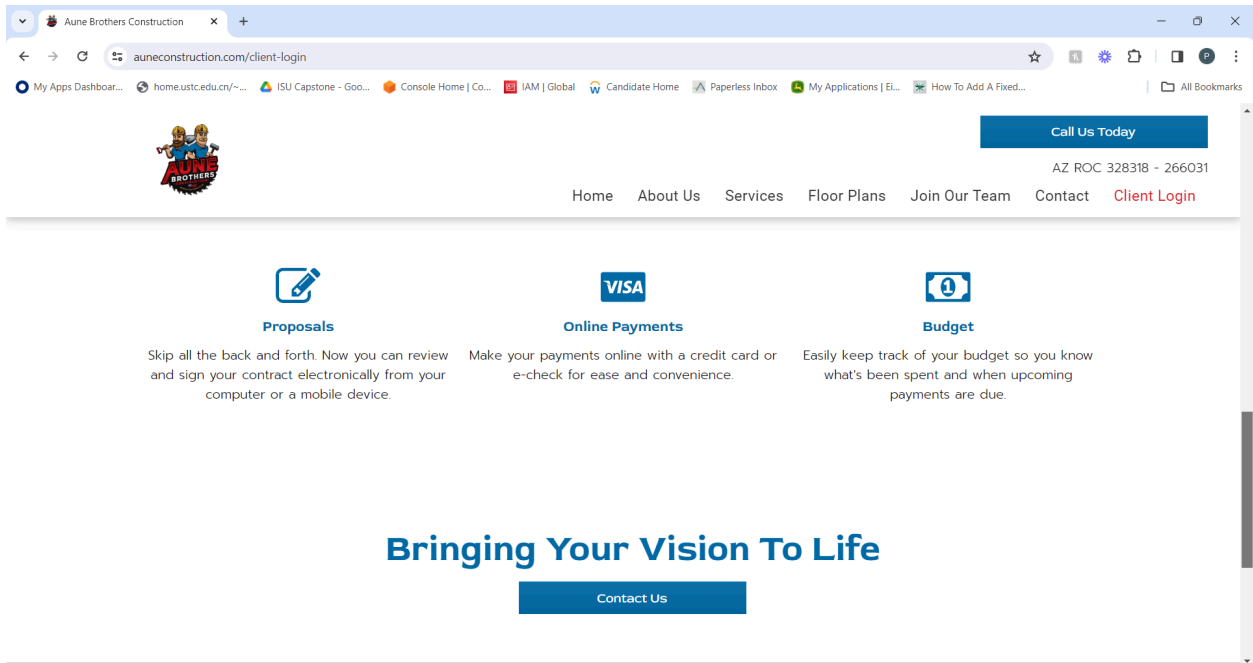 Aune Brothers Construction
auneconstruction.com/client-login
P
My Apps Dashboar...
home.ustc.edu.cn/~...
ISU Capstone - Goo...
Console Home | Co...
IAM | Global
Candidate Home
Paperless Inbox
My Applications | Ei...
How To Add A Fixed...
All Bookmarks
AUNE
BROTHERS
Call Us Today
AZ ROC 328318 - 266031
Home About Us Services Floor Plans Join Our Team Contact Client Login
VISA
1
Proposals
Skip all the back and forth. Now you can review
and sign your contract electronically from your
computer or a mobile device.
Online Payments
Make your payments online with a credit card or
e-check for ease and convenience.
Budget
Easily keep track of your budget so you know
what's been spent and when upcoming
payments are due.
Bringing Your Vision To Life
Contact Us